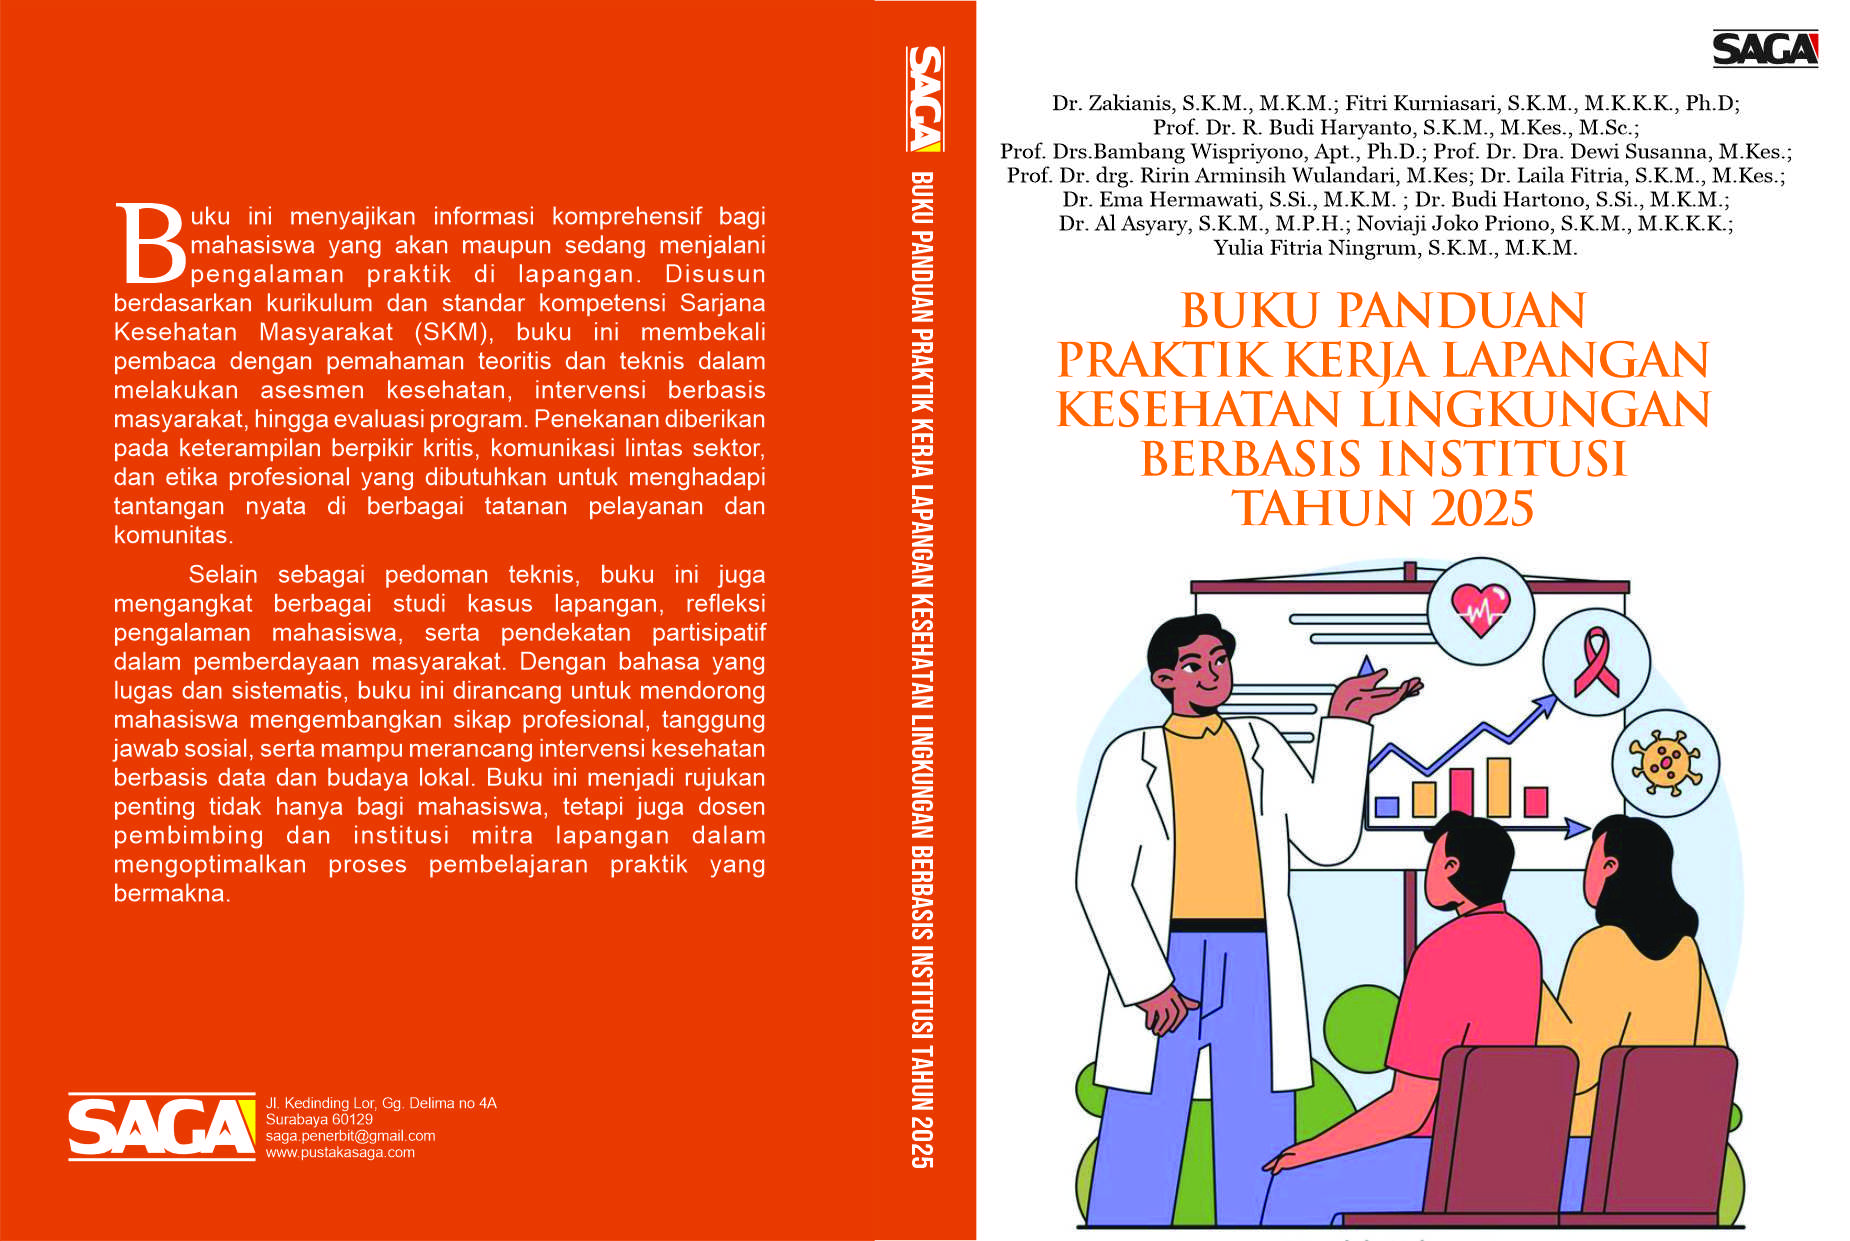 Buku ini menyajikan informasi komprehensif bagi
mahasiswa yang akan maupun sedang menjalani
pengalaman praktik di lapangan. Disusun
berdasarkan kurikulum dan standar kompetensi Sarjana
Kesehatan Masyarakat (SKM), buku ini membekali
pembaca dengan pemahaman teoritis dan teknis dalam
melakukan asesmen kesehatan, intervensi berbasis
masyarakat, hingga evaluasi program. Penekanan diberikan
pada keterampilan berpikir kritis, komunikasi lintas sektor,
dan etika profesional yang dibutuhkan untuk menghadapi
tantangan nyata di berbagai tatanan pelayanan dan
komunitas.
Selain sebagai pedoman teknis, buku ini juga
mengangkat berbagai studi kasus lapangan, refleksi
pengalaman mahasiswa, serta pendekatan partisipatif
dalam pemberdayaan masyarakat. Dengan bahasa yang
lugas dan sistematis, buku ini dirancang untuk mendorong
mahasiswa mengembangkan sikap profesional, tanggung
jawab sosial, serta mampu merancang intervensi kesehatan
berbasis data dan budaya lokal. Buku ini menjadi rujukan
penting tidak hanya bagi mahasiswa, tetapi juga dosen
pembimbing dan institusi mitra lapangan dalam
mengoptimalkan proses pembelajaran praktik yang
bermakna.
SAGA
Jl. Kedinding Lor, Gg. Delima no 4A
Surabaya 60129
saga.penerbit@gmail.com
www.pustakasaga.com
SAGA
BUKU PANDUAN PRAKTIK KERJA LAPANGAN KESEHATAN LINGKUNGAN BERBASIS INSTITUSI TAHUN 2025
SAGA
Dr. Zakianis, S.K.M., M.K.M.; Fitri Kurniasari, S.K.M., M.K.K.K., Ph.D;
Prof. Dr. R. Budi Haryanto, S.K.M., M.Kes., M.Sc.;
Prof. Drs.Bambang Wispriyono, Apt., Ph.D.; Prof. Dr. Dra. Dewi Susanna, M.Kes.;
Prof. Dr. drg. Ririn Arminsih Wulandari, M.Kes; Dr. Laila Fitria, S.K.M., M.Kes.;
Dr. Ema Hermawati, S.Si., M.K.M. ; Dr. Budi Hartono, S.Si., M.K.M.;
Dr. Al Asyary, S.K.M., M.P.H.; Noviaji Joko Priono, S.K.M., M.K.K.K.;
Yulia Fitria Ningrum, S.K.M., M.K.M.
BUKU PANDUAN
PRAKTIK KERJA LAPANGAN
KESEHATAN LINGKUNGAN
BERBASIS INSTITUSI
TAHUN 2025